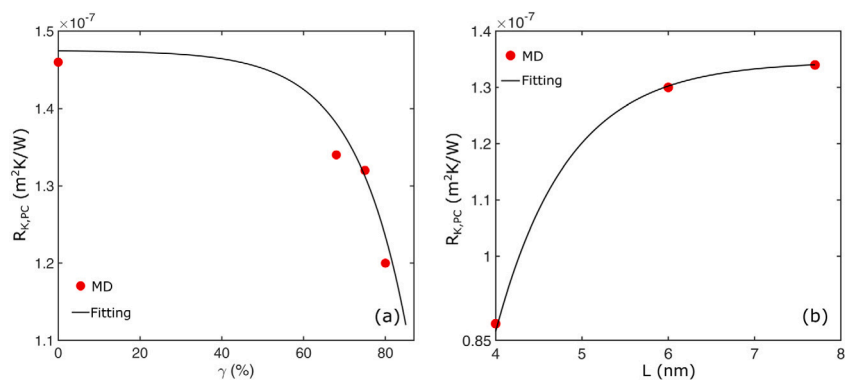 ×10⁻⁷
1.5
1.4
1.3
1.2
1.1
R_K,PC (m²K/W)
MD
Fitting
(a)
0 20 40 60 80
γ (%)
×10⁻⁷
1.4
1.3
1.2
1.1
1
0.85
R_K,PC (m²K/W)
MD
Fitting
(b)
4 5 6 7 8
L (nm)